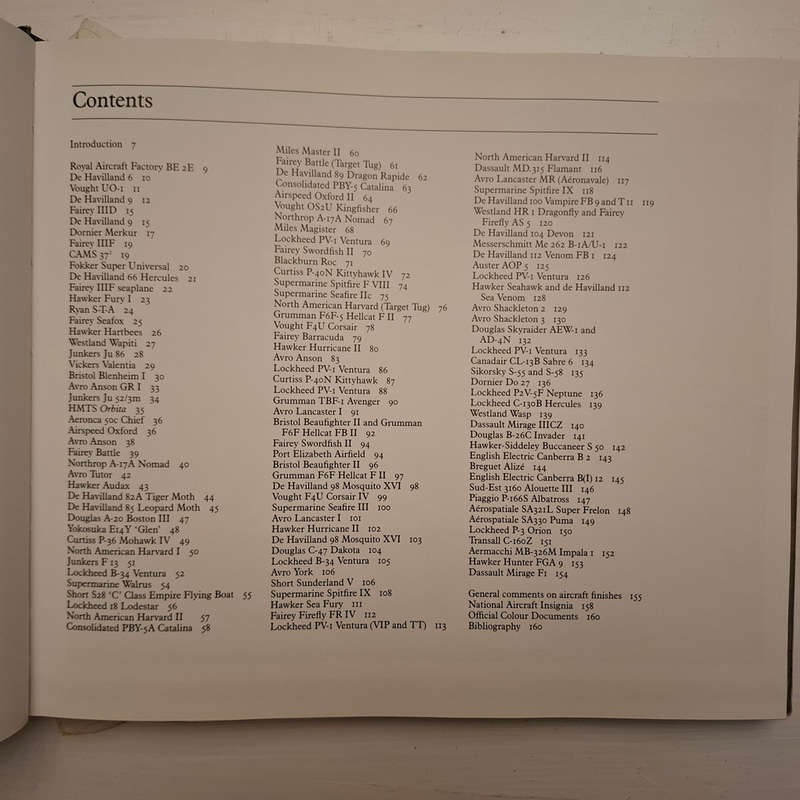 Contents
Introduction 7
Royal Aircraft Factory BE 2E 9
De Havilland 6 10
Vought UO-1 11
De Havilland 9 12
Fairey IIID 15
De Havilland 9 15
Dornier Merkur 17
Fairey IIIF 19
CAMS 37 19
Fokker Super Universal 20
De Havilland 66 Hercules 21
Fairey IIIF seaplane 22
Hawker Fury I 23
Ryan S-T-A 24
Fairey Seafox 25
Hawker Hartbees 26
Westland Wapiti 27
Junkers Ju 86 28
Vickers Valentia 29
Bristol Blenheim I 30
Avro Anson GR I 33
Junkers Ju 52/3m 34
HMTS Orbita 35
Aeronca 50c Chief 36
Airspeed Oxford 36
Avro Anson 38
Fairey Battle 39
Northrop A-17A Nomad 40
Avro Tutor 42
Hawker Audax 43
De Havilland 82A Tiger Moth 44
De Havilland 85 Leopard Moth 45
Douglas A-20 Boston III 47
Yokosuka E14Y ‘Glen’ 48
Curtiss P-36 Mohawk IV 49
North American Harvard I 50
Junkers F 13 51
Lockheed B-34 Ventura 52
Supermarine Walrus 54
Short S28 ‘C’ Class Empire Flying Boat 55
Lockheed 18 Lodestar 56
North American Harvard II 57
Consolidated PBY-5A Catalina 58
Miles Master II 60
Fairey Battle (Target Tug) 61
De Havilland 89 Dragon Rapide 62
Consolidated PBY-5 Catalina 63
Airspeed Oxford II 64
Vought OS2U Kingfisher 66
Northrop A-17A Nomad 67
Miles Magister 68
Lockheed PV-1 Ventura 69
Fairey Swordfish II 70
Blackburn Roc 71
Curtiss P-40N Kittyhawk IV 72
Supermarine Spitfire F VIII 74
Supermarine Seafire IIc 75
North American Harvard (Target Tug) 76
Grumman F6F-5 Hellcat F II 77
Vought F4U Corsair 78
Fairey Barracuda 79
Hawker Hurricane II 80
Avro Anson 83
Lockheed PV-1 Ventura 86
Curtiss P-40N Kittyhawk 87
Lockheed PV-1 Ventura 88
Grumman TBF-1 Avenger 90
Avro Lancaster I 91
Bristol Beaufighter II and Grumman
F6F Hellcat FB II 92
Fairey Swordfish II 94
Port Elizabeth Airfield 94
Bristol Beaufighter II 96
Grumman F6F Hellcat F II 97
De Havilland 98 Mosquito XVI 98
Vought F4U Corsair IV 99
Supermarine Seafire III 100
Avro Lancaster I 101
Hawker Hurricane II 102
De Havilland 98 Mosquito XVI 103
Douglas C-47 Dakota 104
Lockheed B-34 Ventura 105
Avro York 106
Short Sunderland V 106
Supermarine Spitfire IX 108
Hawker Sea Fury 111
Fairey Firefly FR IV 112
Lockheed PV-1 Ventura (VIP and TT) 113
North American Harvard II 114
Dassault MD.315 Flamant 116
Avro Lancaster MR (Aéronavale) 117
Supermarine Spitfire IX 118
De Havilland 100 Vampire FB 9 and T 11 119
Westland HR 1 Dragonfly and Fairey
Firefly AS 5 120
De Havilland 104 Devon 121
Messerschmitt Me 262 B-1A/U-1 122
De Havilland 112 Venom FB 1 124
Auster AOP 5 125
Lockheed PV-1 Ventura 126
Hawker Seahawk and de Havilland 112
Sea Venom 128
Avro Shackleton 2 129
Avro Shackleton 3 130
Douglas Skyraider AEW-1 and
AD-4N 132
Lockheed PV-1 Ventura 133
Canadair CL-13B Sabre 6 134
Sikorsky S-55 and S-58 135
Dornier Do 27 136
Lockheed P2V-5F Neptune 136
Lockheed C-130B Hercules 139
Westland Wasp 139
Dassault Mirage IIICZ 140
Douglas B-26C Invader 141
Hawker-Siddeley Buccaneer S 50 142
English Electric Canberra B 2 143
Breguet Alizé 144
English Electric Canberra B(I) 12 145
Sud-Est 3160 Alouette III 146
Piaggio P-166S Albatross 147
Aérospatiale SA321L Super Frelon 148
Aérospatiale SA330 Puma 149
Lockheed P-3 Orion 150
Transall C-160Z 151
Aermacchi MB-326M Impala 1 152
Hawker Hunter FGA 9 153
Dassault Mirage F1 154
General comments on aircraft finishes 155
National Aircraft Insignia 158
Official Colour Documents 160
Bibliography 160